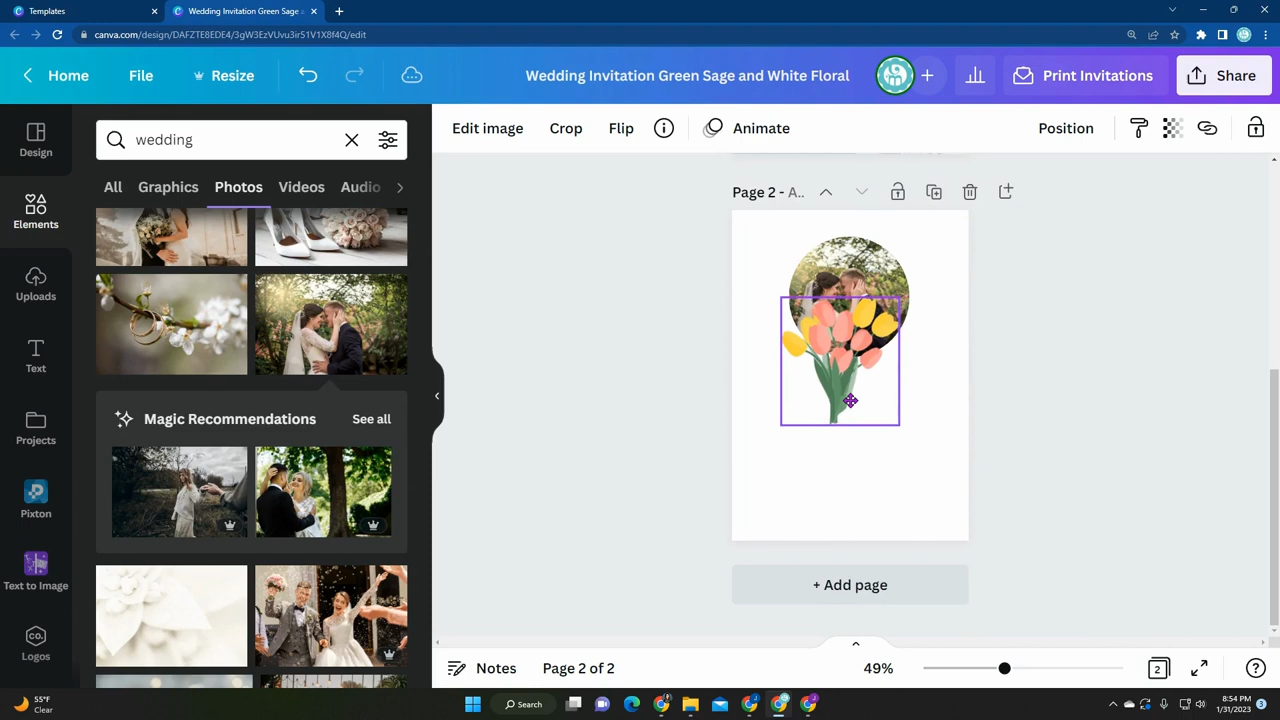 Templates
Wedding Invitation Green Sage a
canva.com/design/DAFZTE8EDE4/3gW3EzVUvu3ir51V1X8f4Q/edit
Home
File
Resize
Wedding Invitation Green Sage and White Floral
Print Invitations
Share
Design
Elements
Uploads
Text
Projects
Pixton
Text to Image
Logos
wedding
All
Graphics
Photos
Videos
Audio
Magic Recommendations
See all
Edit image
Crop
Flip
Animate
Position
Page 2 - A..
+ Add page
Notes
Page 2 of 2
49%
2
55°F
Clear
Search
8:54 PM
1/31/2023